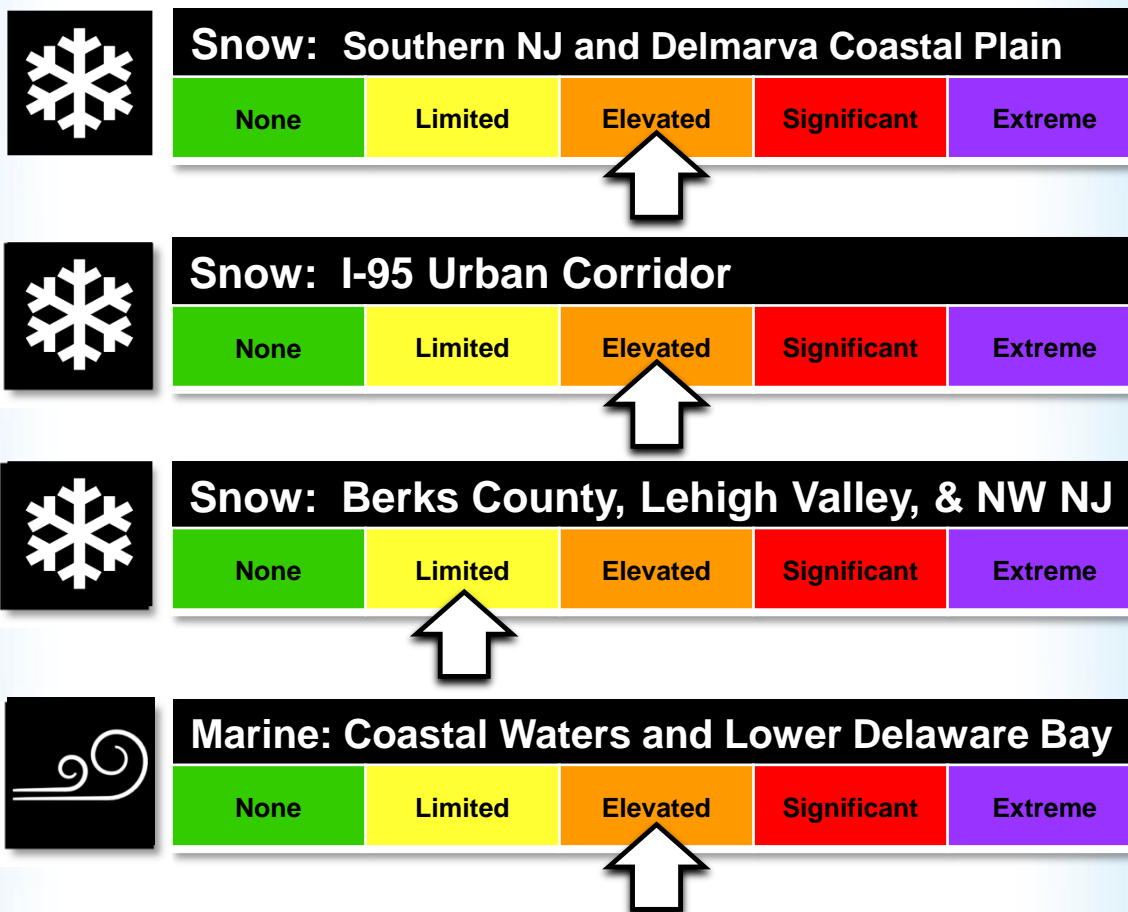 Snow: Southern NJ and Delmarva Coastal Plain
None Limited Elevated Significant Extreme
Snow: I-95 Urban Corridor
None Limited Elevated Significant Extreme
Snow: Berks County, Lehigh Valley, & NW NJ
None Limited Elevated Significant Extreme
Marine: Coastal Waters and Lower Delaware Bay
None Limited Elevated Significant Extreme